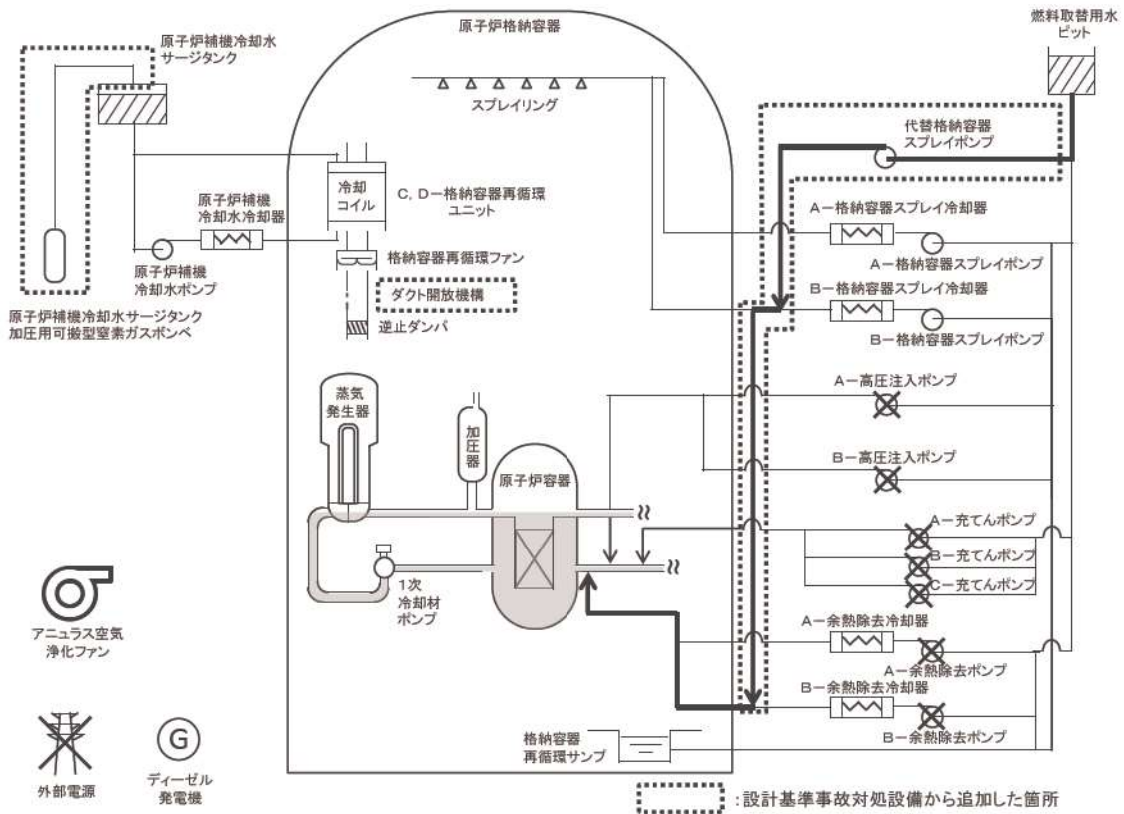 原子炉補機冷却水
サージタンク
原子炉格納容器
燃料取替用水
ピット
スプレイリング
代替格納容器
スプレイポンプ
冷却
コイル
C, D－格納容器再循環
ユニット
原子炉補機
冷却水冷却器
A－格納容器スプレイ冷却器
格納容器再循環ファン
A－格納容器スプレイポンプ
原子炉補機
冷却水ポンプ
ダクト開放機構
B－格納容器スプレイ冷却器
原子炉補機冷却水サージタンク
加圧用可搬型窒素ガスボンベ
逆止ダンパ
B－格納容器スプレイポンプ
蒸気
発生器
加圧器
A－高圧注入ポンプ
原子炉容器
B－高圧注入ポンプ
A－充てんポンプ
B－充てんポンプ
C－充てんポンプ
1次
冷却材
ポンプ
アニュラス空気
浄化ファン
A－余熱除去冷却器
A－余熱除去ポンプ
B－余熱除去冷却器
B－余熱除去ポンプ
格納容器
再循環サンプ
外部電源
G
ディーゼル
発電機
：設計基準事故対処設備から追加した箇所